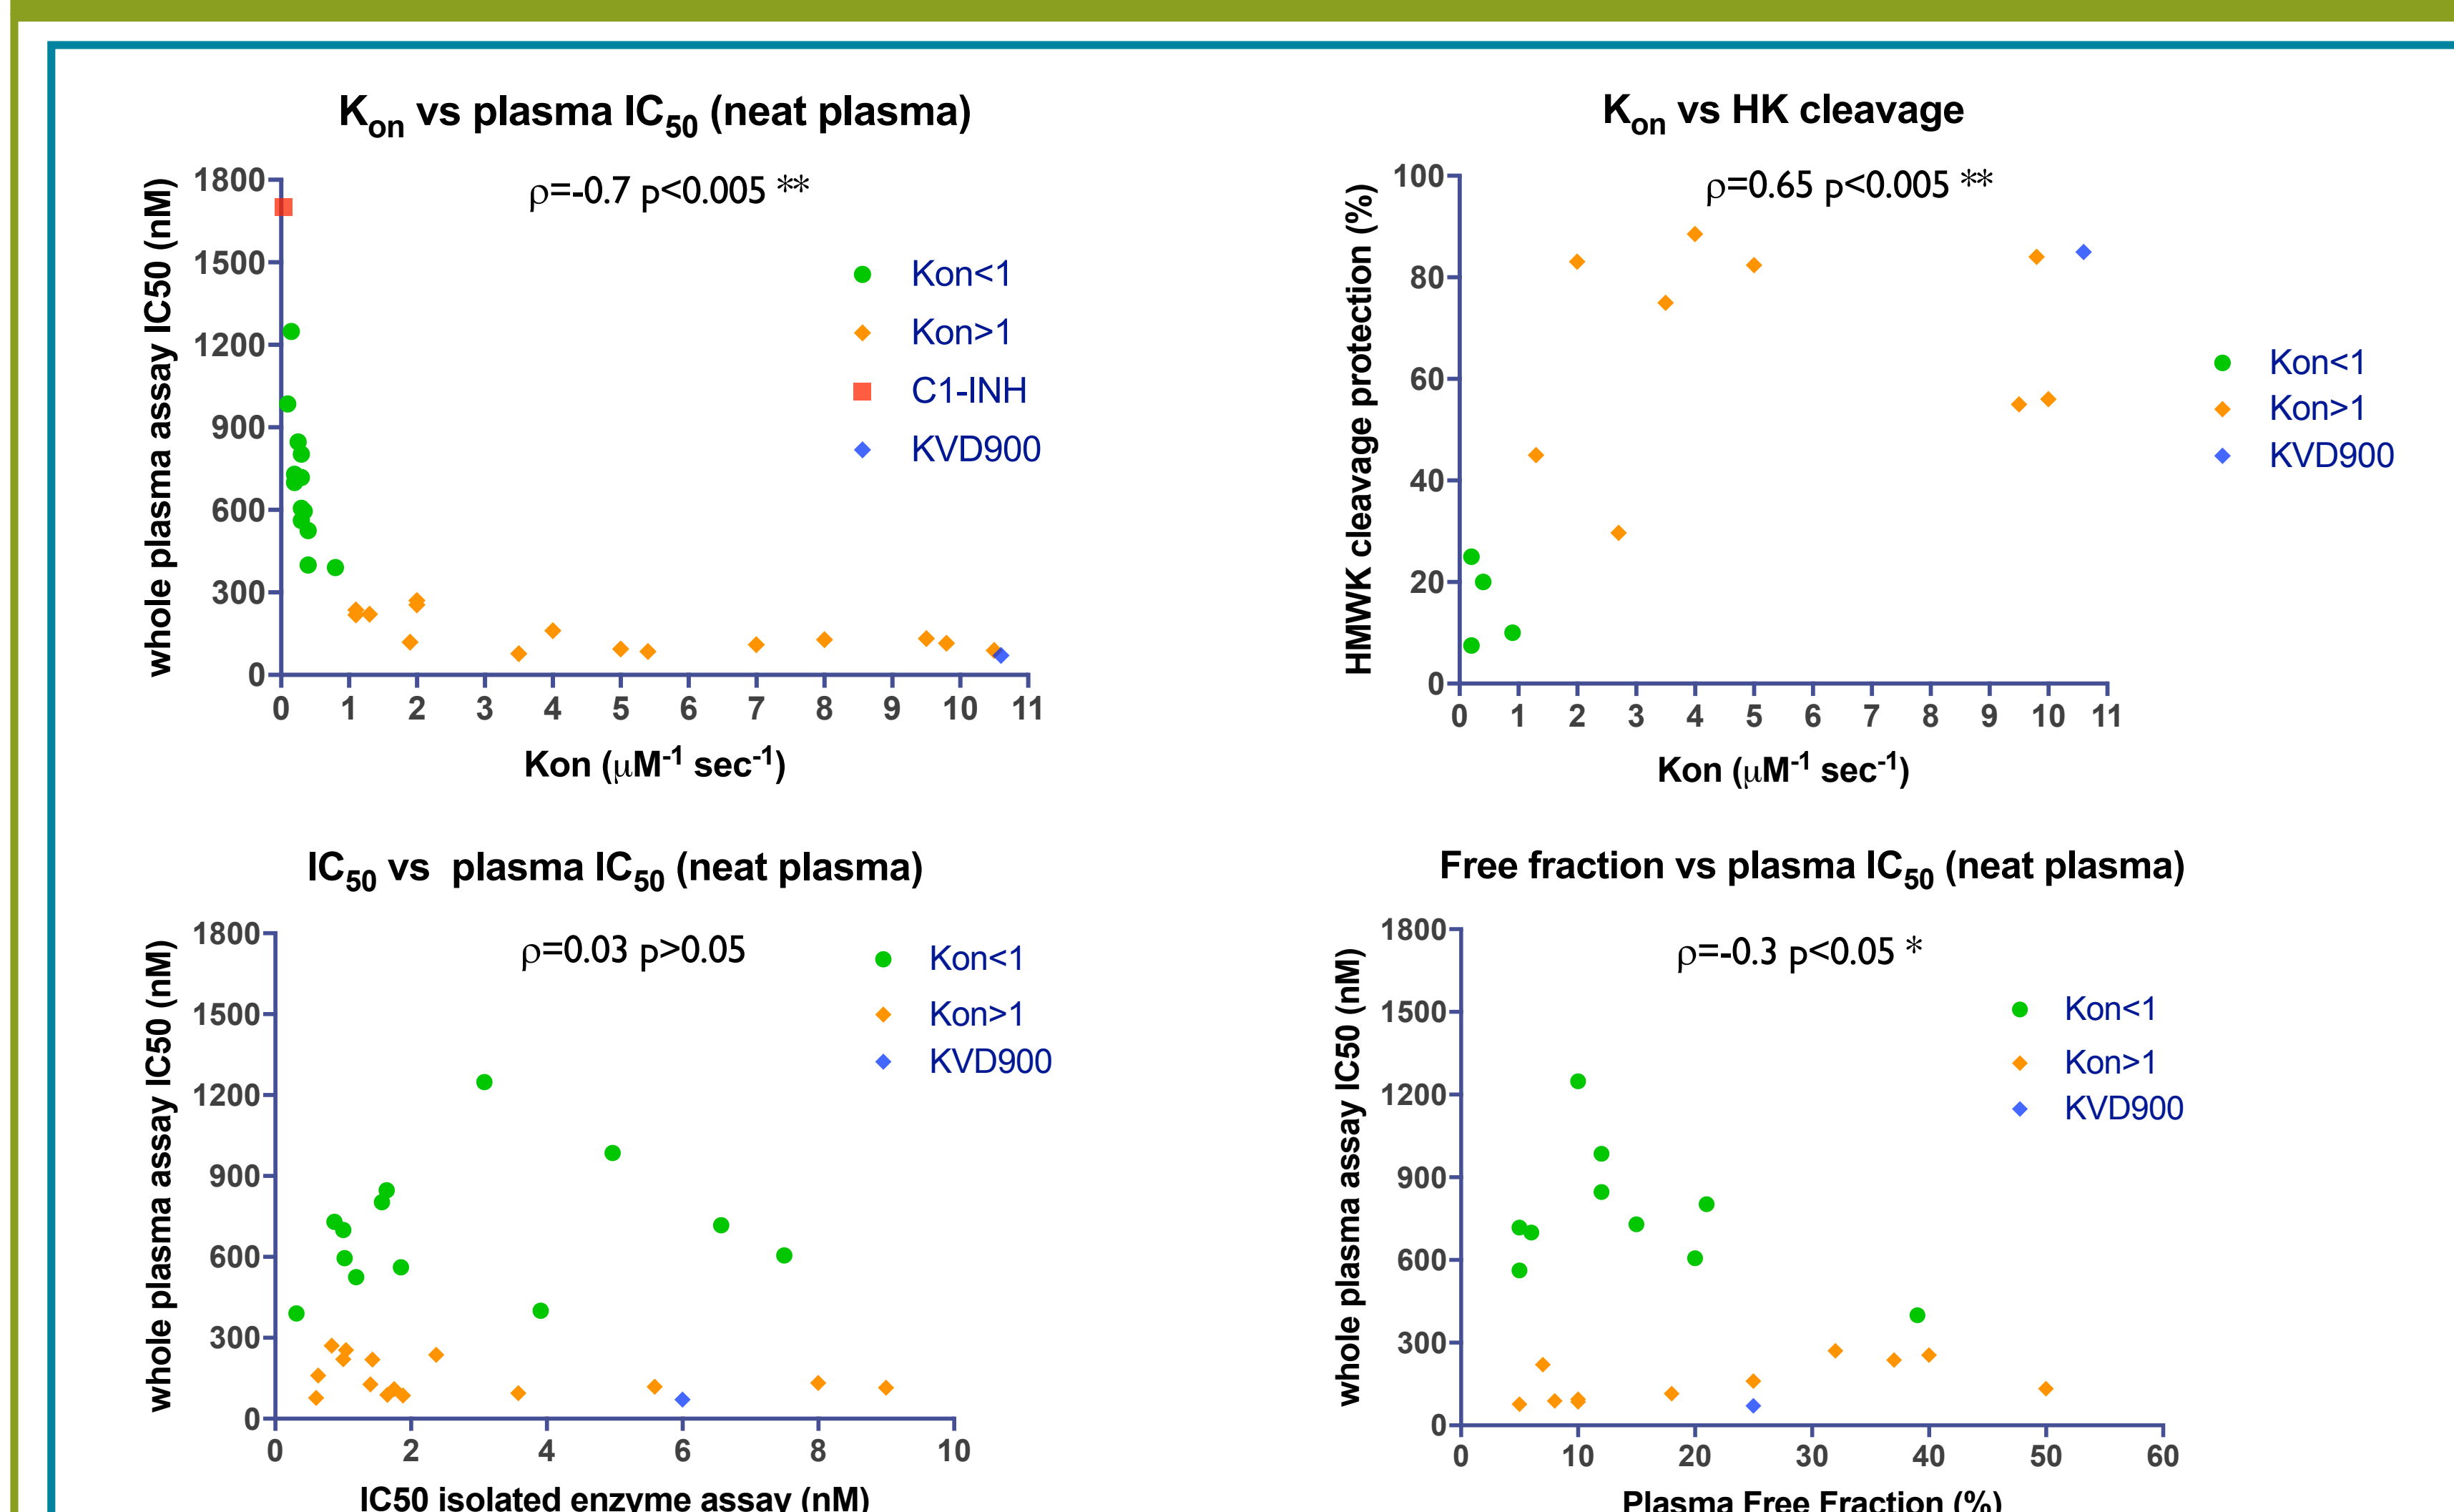 Kon vs plasma IC50 (neat plasma)
ρ=-0.7 p<0.005 **
whole plasma assay IC50 (nM)
1800
1500
1200
900
600
300
0
0 1 2 3 4 5 6 7 8 9 10 11
Kon (μM-1 sec-1)
Kon<1
Kon>1
C1-INH
KVD900
Kon vs HK cleavage
ρ=0.65 p<0.005 **
HMWK cleavage protection (%)
100
80
60
40
20
0
0 1 2 3 4 5 6 7 8 9 10 11
Kon (μM-1 sec-1)
Kon<1
Kon>1
KVD900
IC50 vs plasma IC50 (neat plasma)
ρ=0.03 p>0.05
whole plasma assay IC50 (nM)
1800
1500
1200
900
600
300
0
0 2 4 6 8 10
IC50 isolated enzyme assay (nM)
Kon<1
Kon>1
KVD900
Free fraction vs plasma IC50 (neat plasma)
ρ=-0.3 p<0.05 *
whole plasma assay IC50 (nM)
1800
1500
1200
900
600
300
0
0 10 20 30 40 50 60
Plasma Free Fraction (%)
Kon<1
Kon>1
KVD900